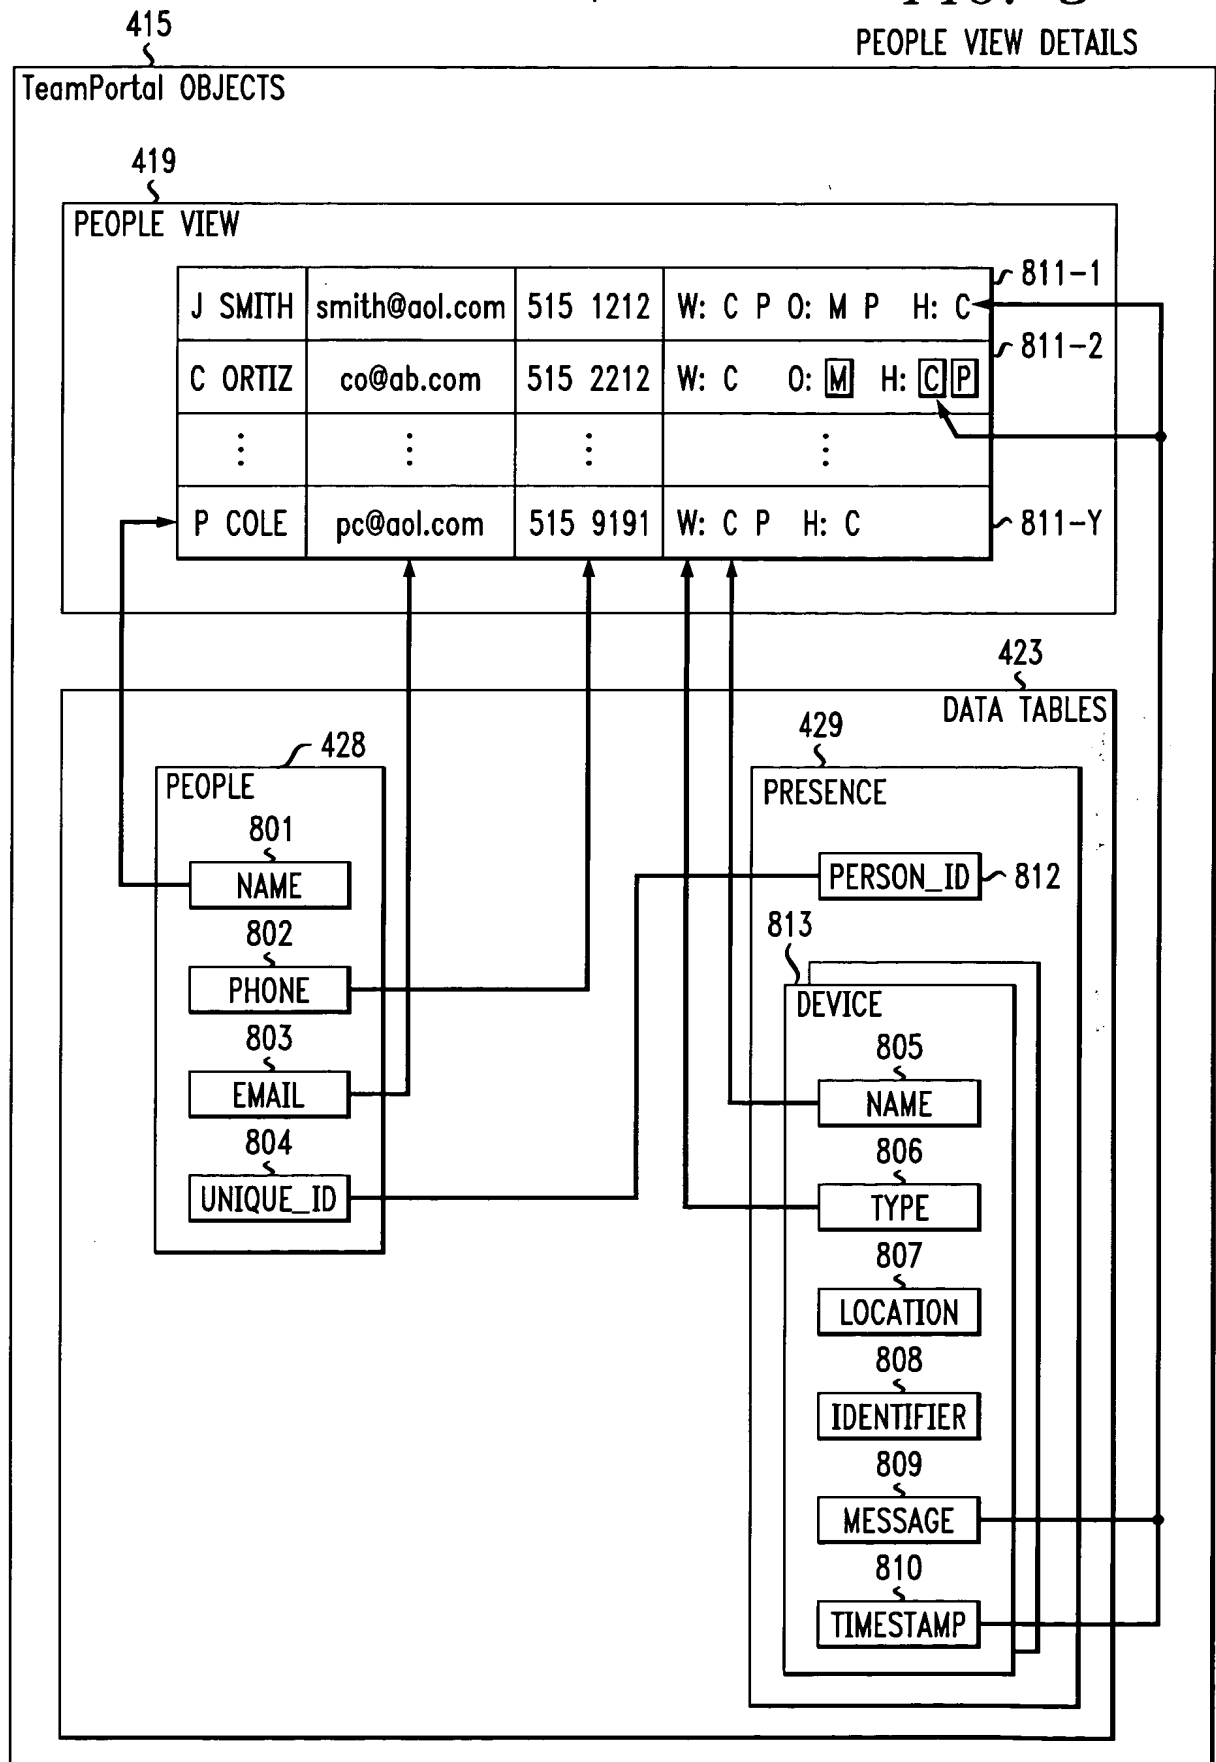 FIG. 8
415
PEOPLE VIEW DETAILS
TeamPortal OBJECTS
419
PEOPLE VIEW
J SMITH smith@aol.com 515 1212 W: C P O: M P H: C 811-1
C ORTIZ co@ab.com 515 2212 W: C O: M H: C P 811-2
P COLE pc@aol.com 515 9191 W: C P H: C 811-Y
423
DATA TABLES
428
PEOPLE
801
NAME
802
PHONE
803
EMAIL
804
UNIQUE_ID
429
PRESENCE
PERSON_ID 812
813
DEVICE
805
NAME
806
TYPE
807
LOCATION
808
IDENTIFIER
809
MESSAGE
810
TIMESTAMP